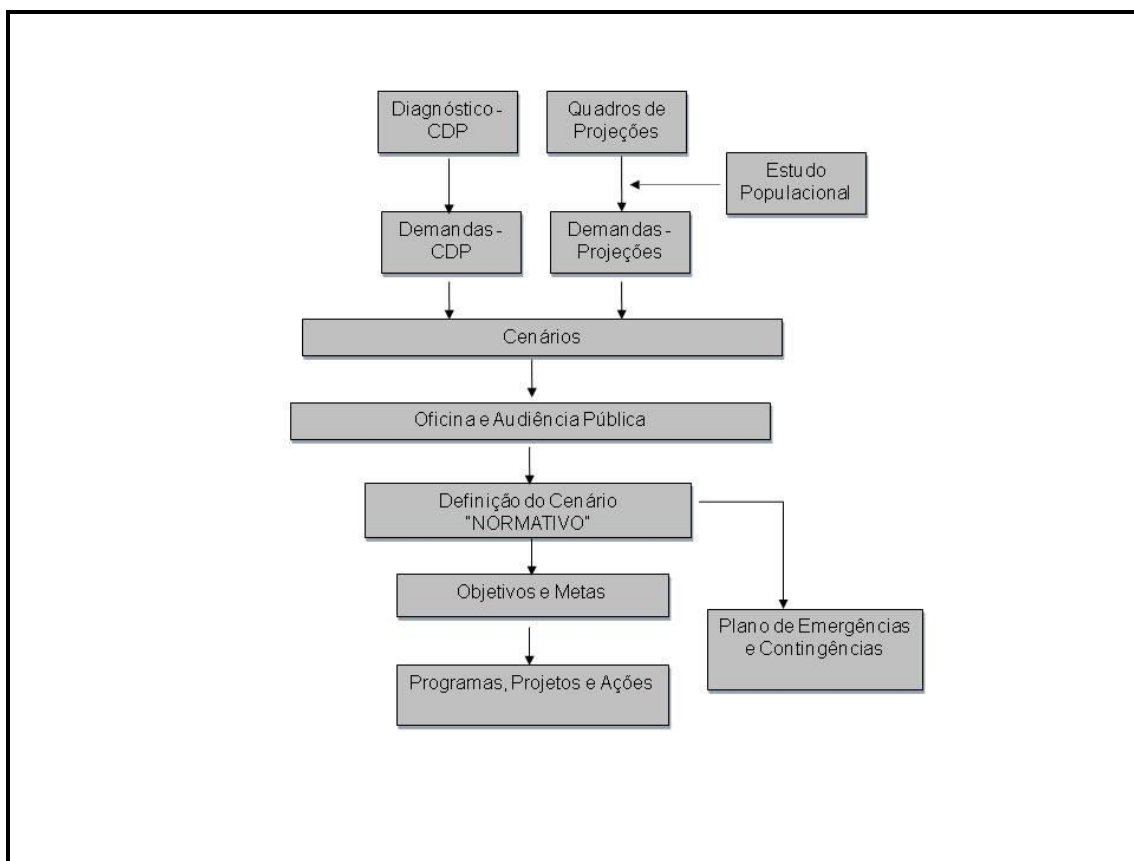 Diagnóstico-
CDP
Quadros de
Projeções
Estudo
Populacional
Demandas-
CDP
Demandas-
Projeções
Cenários
Oficina e Audiência Pública
Definição do Cenário
"NORMATIVO"
Objetivos e Metas
Plano de Emergências
e Contingências
Programas, Projetos e Ações